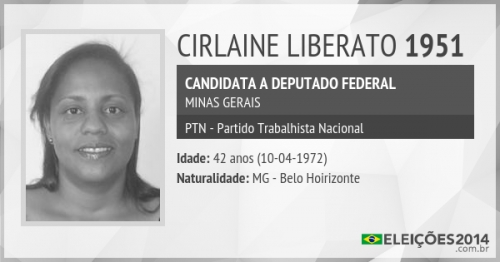 CIRLAINE LIBERATO 1951
CANDIDATA A DEPUTADO FEDERAL
MINAS GERAIS
PTN - Partido Trabalhista Nacional
Idade: 42 anos (10-04-1972)
Naturalidade: MG - Belo Hoirizonte
ELEIÇÕES2014
.com.br